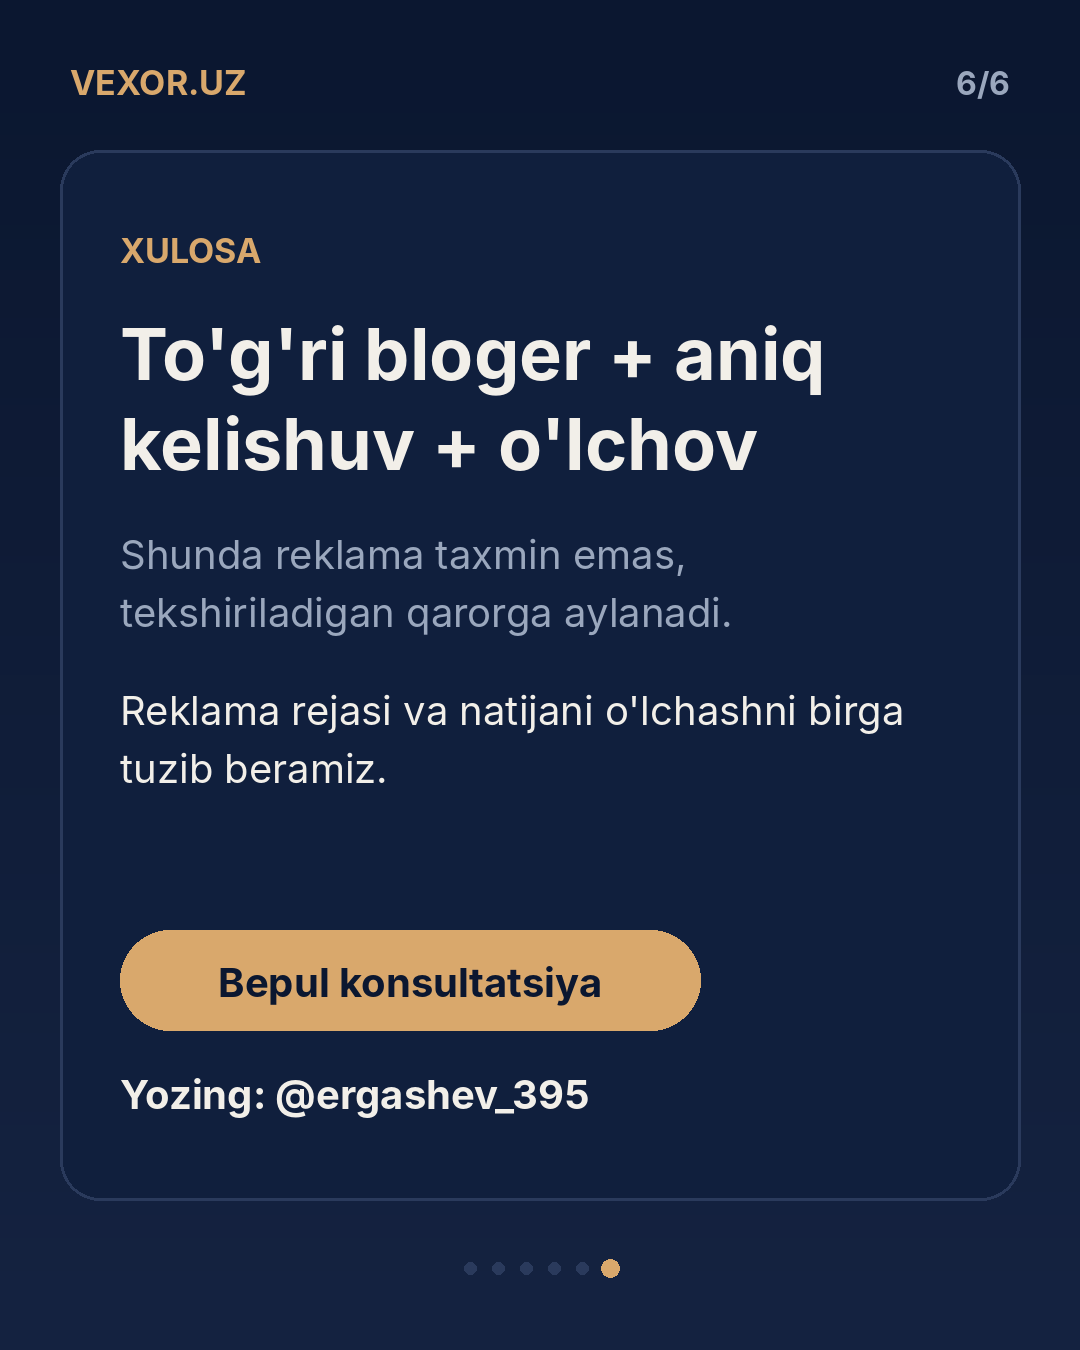 VEXOR.UZ
6/6
XULOSA
To'g'ri bloger + aniq
kelishuv + o'lchov
Shunda reklama taxmin emas,
tekshiriladigan qarorga aylanadi.
Reklama rejasi va natijani o'lchashni birga
tuzib beramiz.
Bepul konsultatsiya
Yozing: @ergashev_395